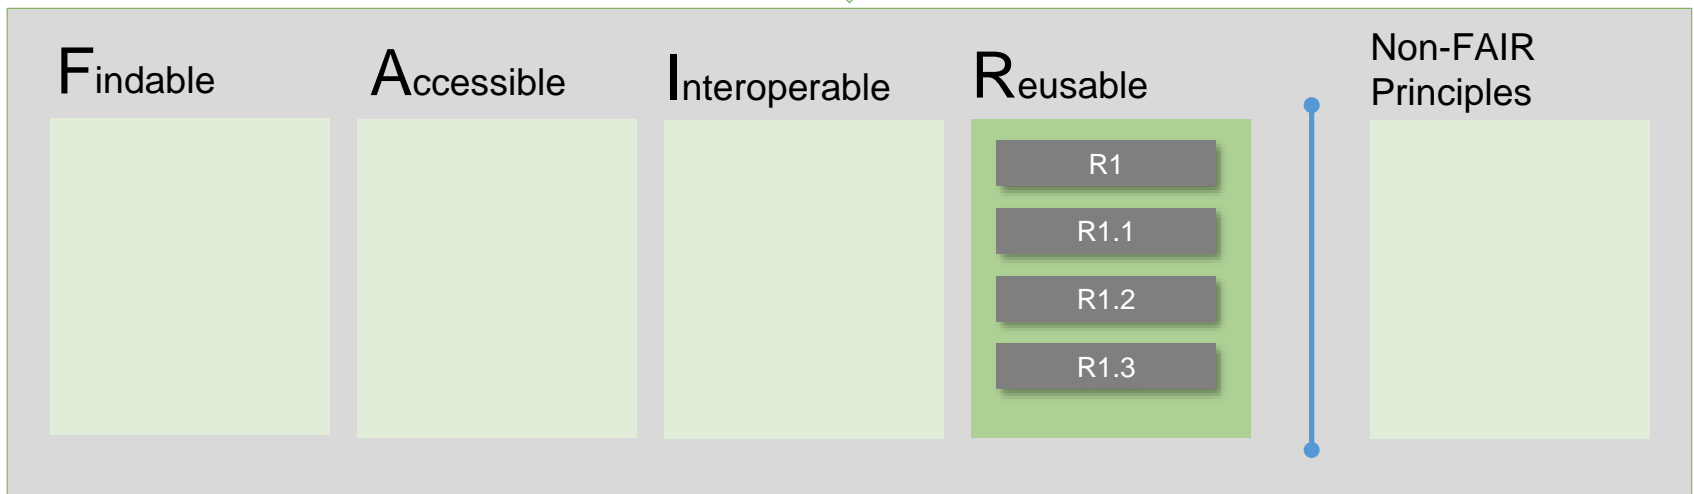 Findable
Accessible
Interoperable
Reusable
Non-FAIR
Principles
R1
R1.1
R1.2
R1.3